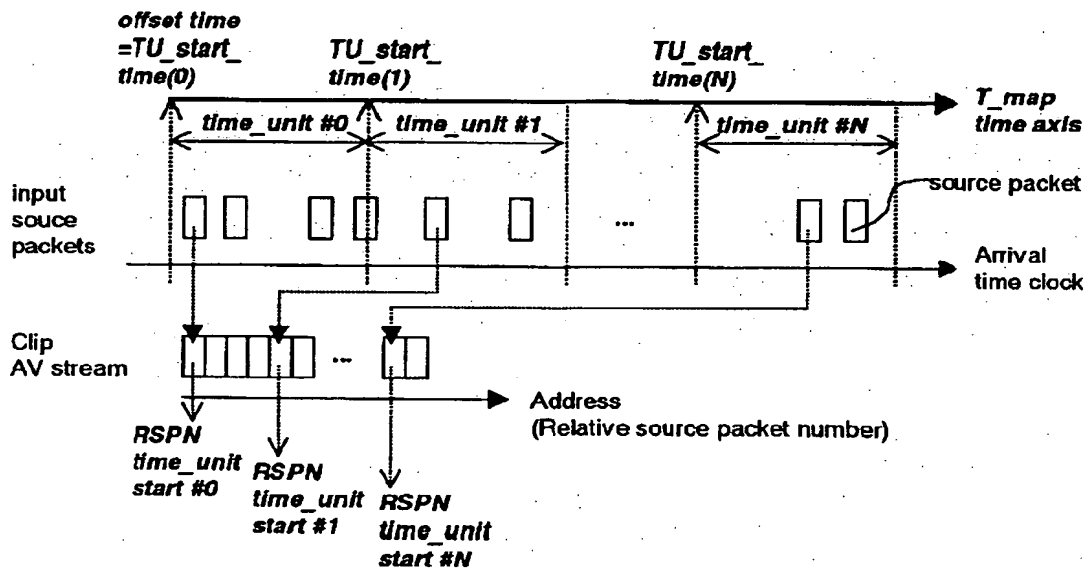 offset time
=TU_start_
time(0)
TU_start_
time(1)
TU_start_
time(N)
T_map
time axis
time_unit #0
time_unit #1
time_unit #N
input
souce
packets
...
source packet
Arrival
time clock
Clip
AV stream
...
Address
(Relative source packet number)
RSPN
time_unit
start #0
RSPN
time_unit
start #1
RSPN
time_unit
start #N